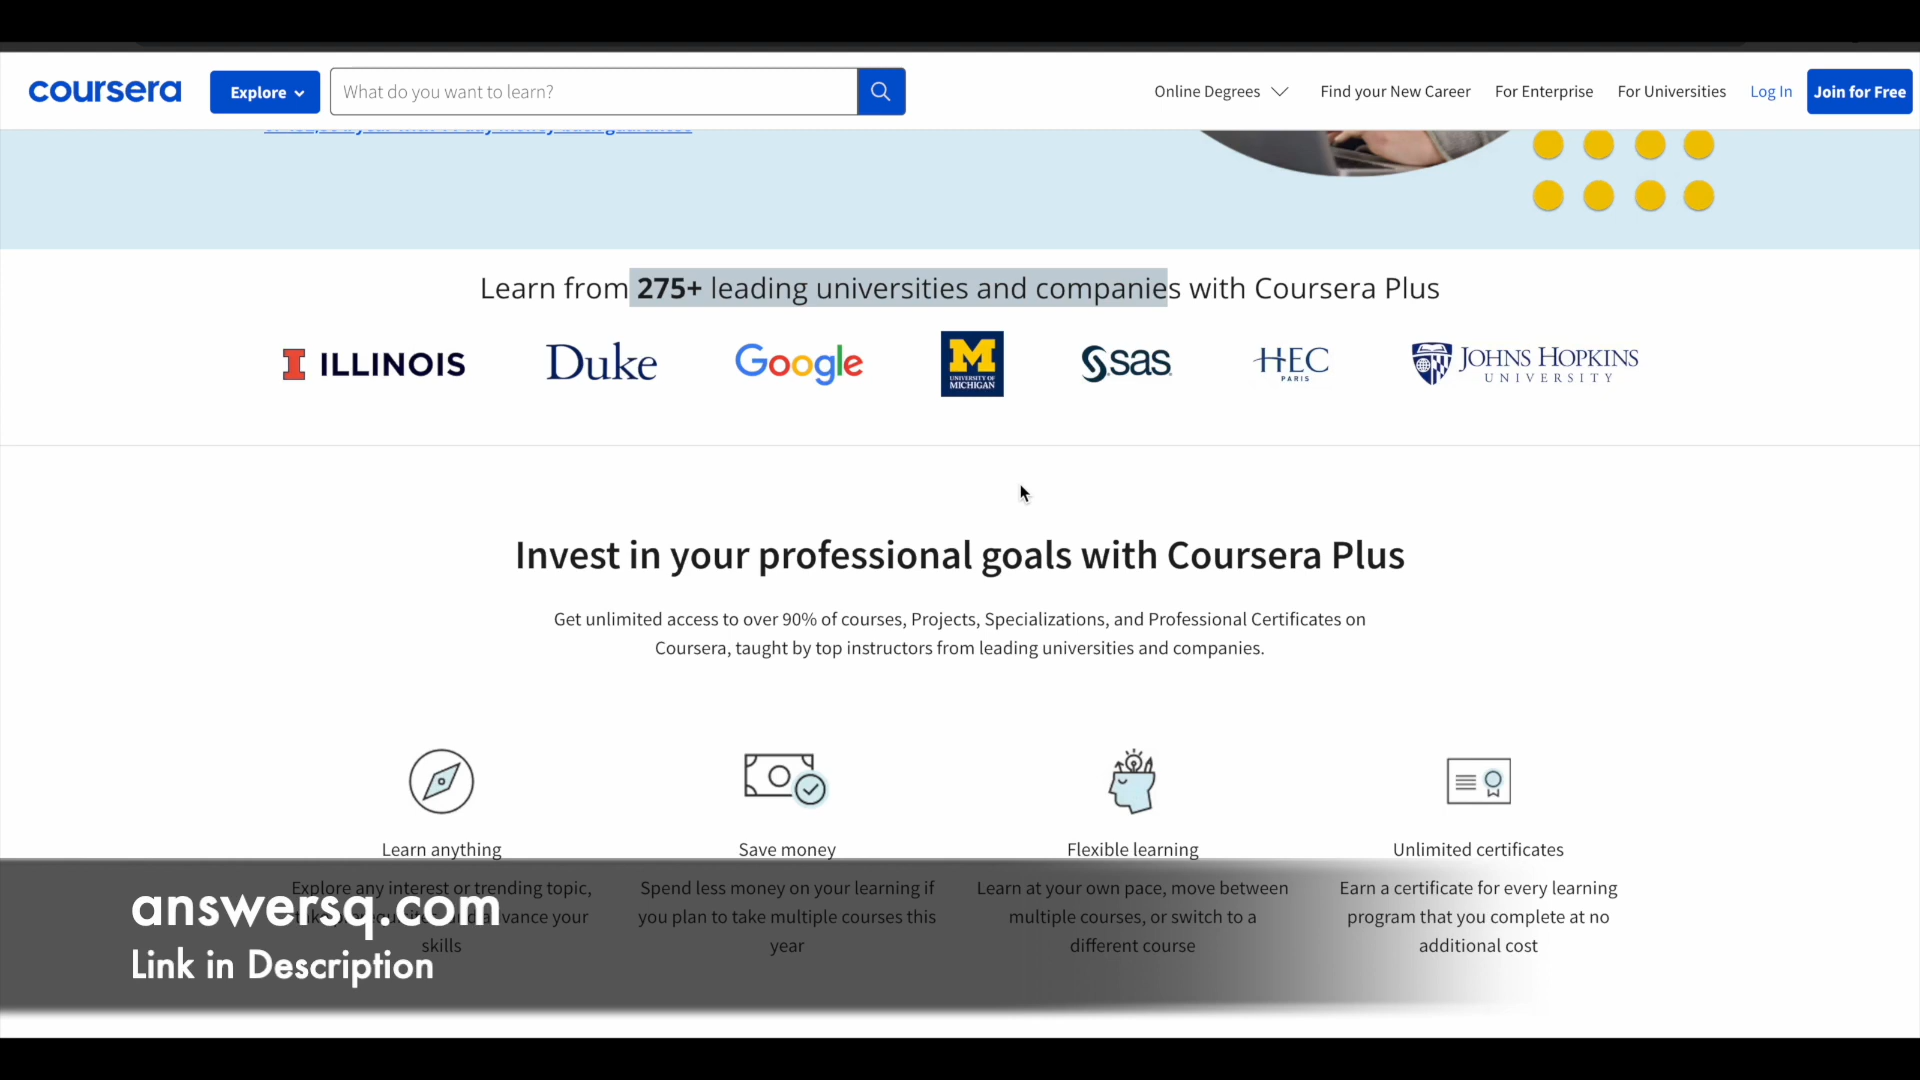 coursera
Explore
What do you want to learn?
Online Degrees
Find your New Career
For Enterprise
For Universities
Log In
Join for Free
Learn from 275+ leading universities and companies with Coursera Plus
ILLINOIS
Duke
Google
M
UNIVERSITY OF
MICHIGAN
sas
HEC
PARIS
JOHNS HOPKINS
UNIVERSITY
Invest in your professional goals with Coursera Plus
Get unlimited access to over 90% of courses, Projects, Specializations, and Professional Certificates on
Coursera, taught by top instructors from leading universities and companies.
Learn anything
Explore any interest or trending topic,
vance your
skills
Save money
Spend less money on your learning if
you plan to take multiple courses this
year
Flexible learning
Learn at your own pace, move between
multiple courses, or switch to a
different course
Unlimited certificates
Earn a certificate for every learning
program that you complete at no
additional cost
answersq.com
Link in Description